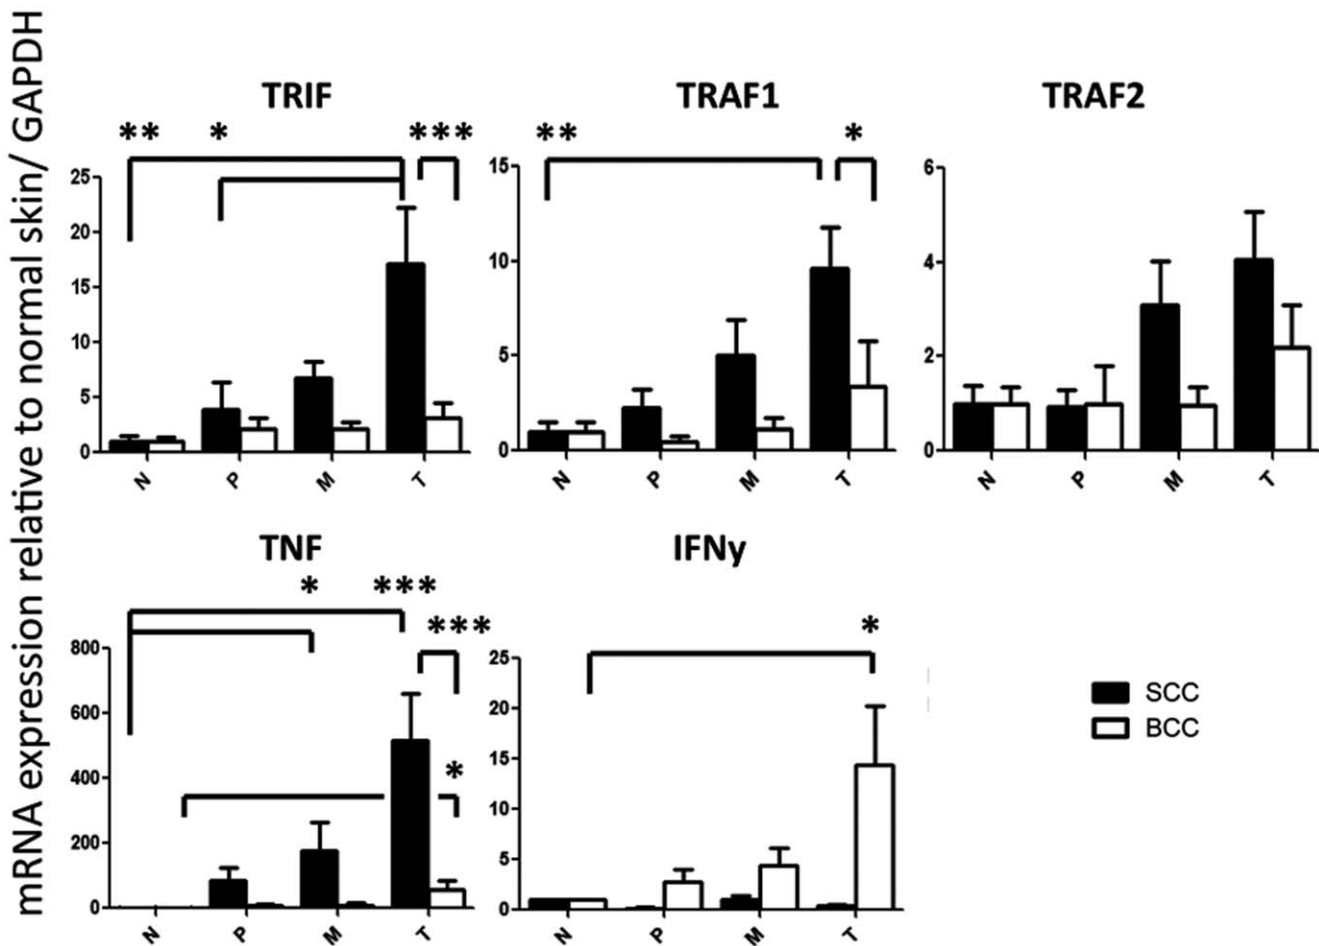 mRNA expression relative to normal skin/ GAPDH
TRIF
** * ***
25
20
15
10
5
0
N P M T
TRAF1
** *
15
10
5
0
N P M T
TRAF2
6
4
2
0
N P M T
TNF
* ***
***
*
800
600
400
200
0
N P M T
IFNy
*
25
20
15
10
5
0
N P M T
SCC
BCC